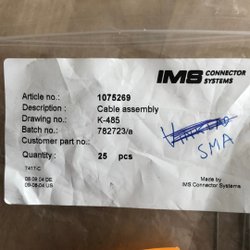 IMS CONNECTOR
SYSTEMS
Article no.: 1075269
Description : Cable assembly
Drawing no.: K-485
Batch no.: 782723/a
Customer part no.:
Quantity : 25 pcs
SMA
Made by
IMS Connector Systems